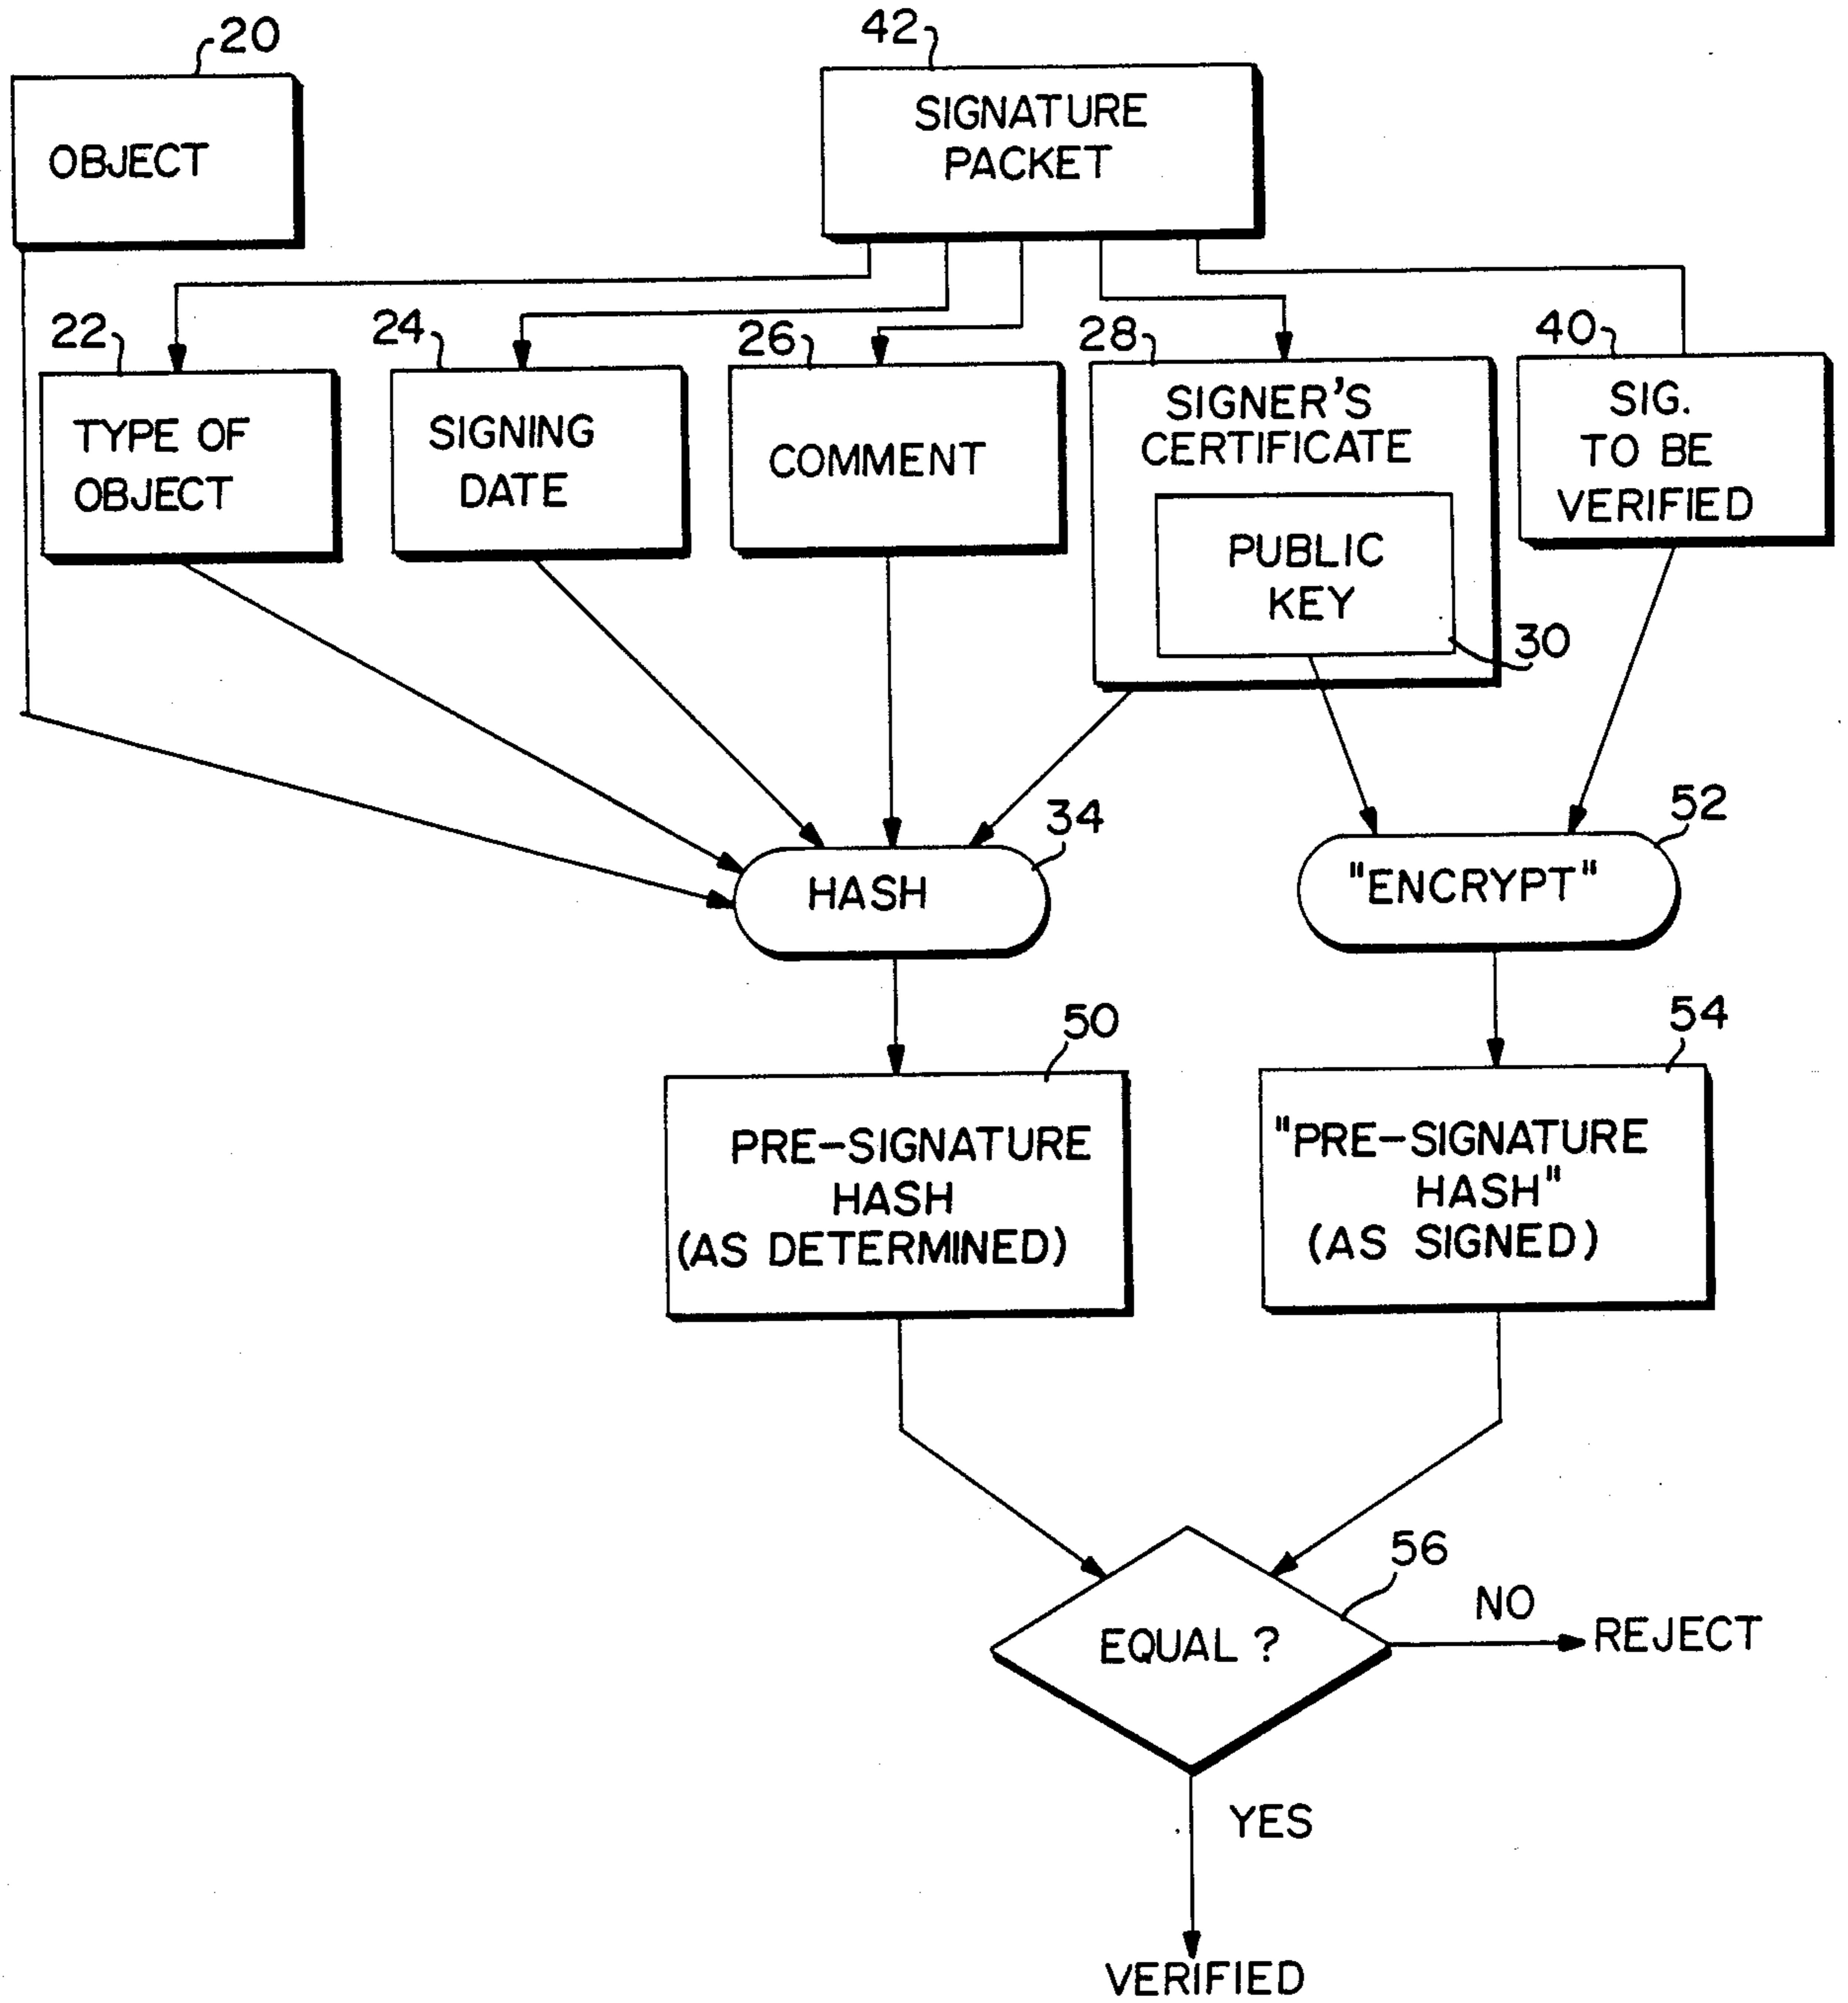 20
42
OBJECT
SIGNATURE
PACKET
22
24
26
28
40
TYPE OF
OBJECT
SIGNING
DATE
COMMENT
SIGNER'S
CERTIFICATE
PUBLIC
KEY
30
SIG.
TO BE
VERIFIED
34
52
HASH
"ENCRYPT"
50
54
PRE-SIGNATURE
HASH
(AS DETERMINED)
"PRE-SIGNATURE
HASH"
(AS SIGNED)
56
EQUAL ?
NO
REJECT
YES
VERIFIED